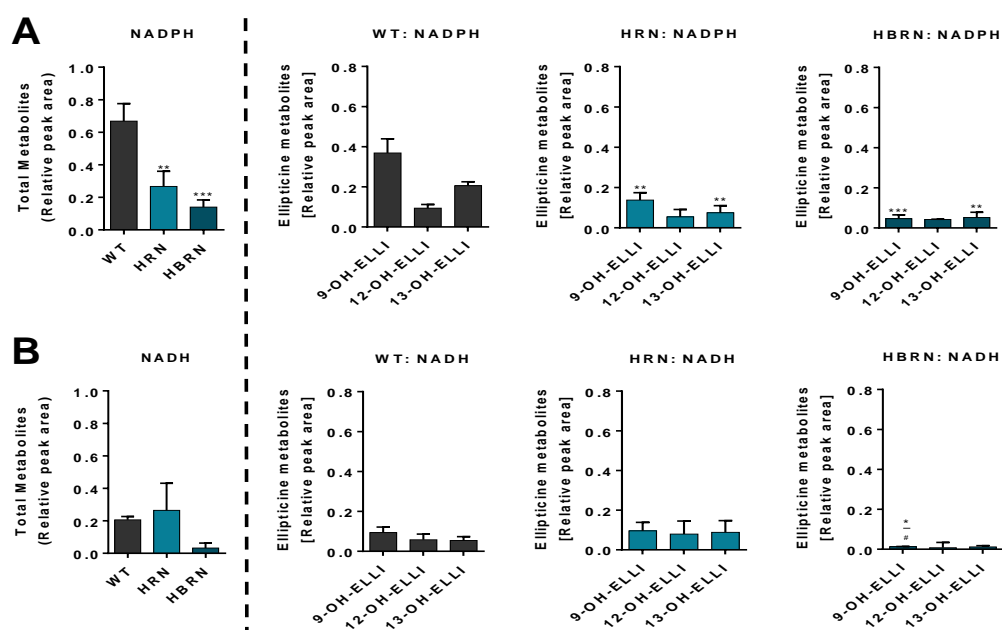 A
NADPH
Total Metabolites
(Relative peak area)
1.0
0.8
0.6
0.4
0.2
0.0
**
***
WT
HRN
HBRN
WT: NADPH
Ellipticine metabolites
[Relative peak area]
0.8
0.6
0.4
0.2
0.0
9-OH-ELLI
12-OH-ELLI
13-OH-ELLI
HRN: NADPH
Ellipticine metabolites
[Relative peak area]
0.8
0.6
0.4
0.2
0.0
**
**
9-OH-ELLI
12-OH-ELLI
13-OH-ELLI
HBRN: NADPH
Ellipticine metabolites
[Relative peak area]
0.8
0.6
0.4
0.2
0.0
***
**
9-OH-ELLI
12-OH-ELLI
13-OH-ELLI
B
NADH
Total Metabolites
(Relative peak area)
1.0
0.8
0.6
0.4
0.2
0.0
WT
HRN
HBRN
WT: NADH
Ellipticine metabolites
[Relative peak area]
0.8
0.6
0.4
0.2
0.0
9-OH-ELLI
12-OH-ELLI
13-OH-ELLI
HRN: NADH
Ellipticine metabolites
[Relative peak area]
0.8
0.6
0.4
0.2
0.0
9-OH-ELLI
12-OH-ELLI
13-OH-ELLI
HBRN: NADH
Ellipticine metabolites
[Relative peak area]
0.8
0.6
0.4
0.2
0.0
*
#
9-OH-ELLI
12-OH-ELLI
13-OH-ELLI